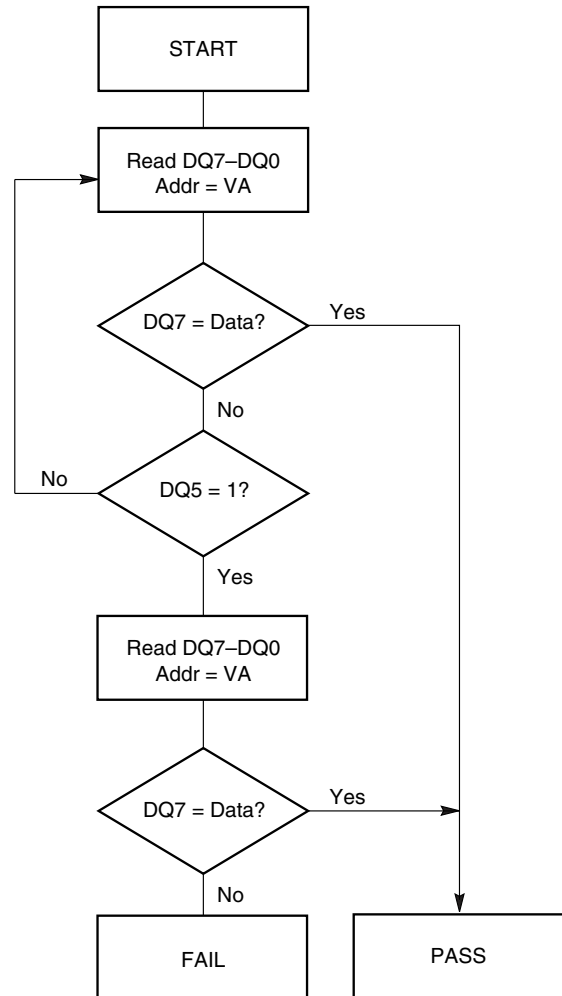 START
Read DQ7–DQ0
Addr = VA
DQ7 = Data?
Yes
No
No
DQ5 = 1?
Yes
Read DQ7–DQ0
Addr = VA
DQ7 = Data?
Yes
No
FAIL
PASS